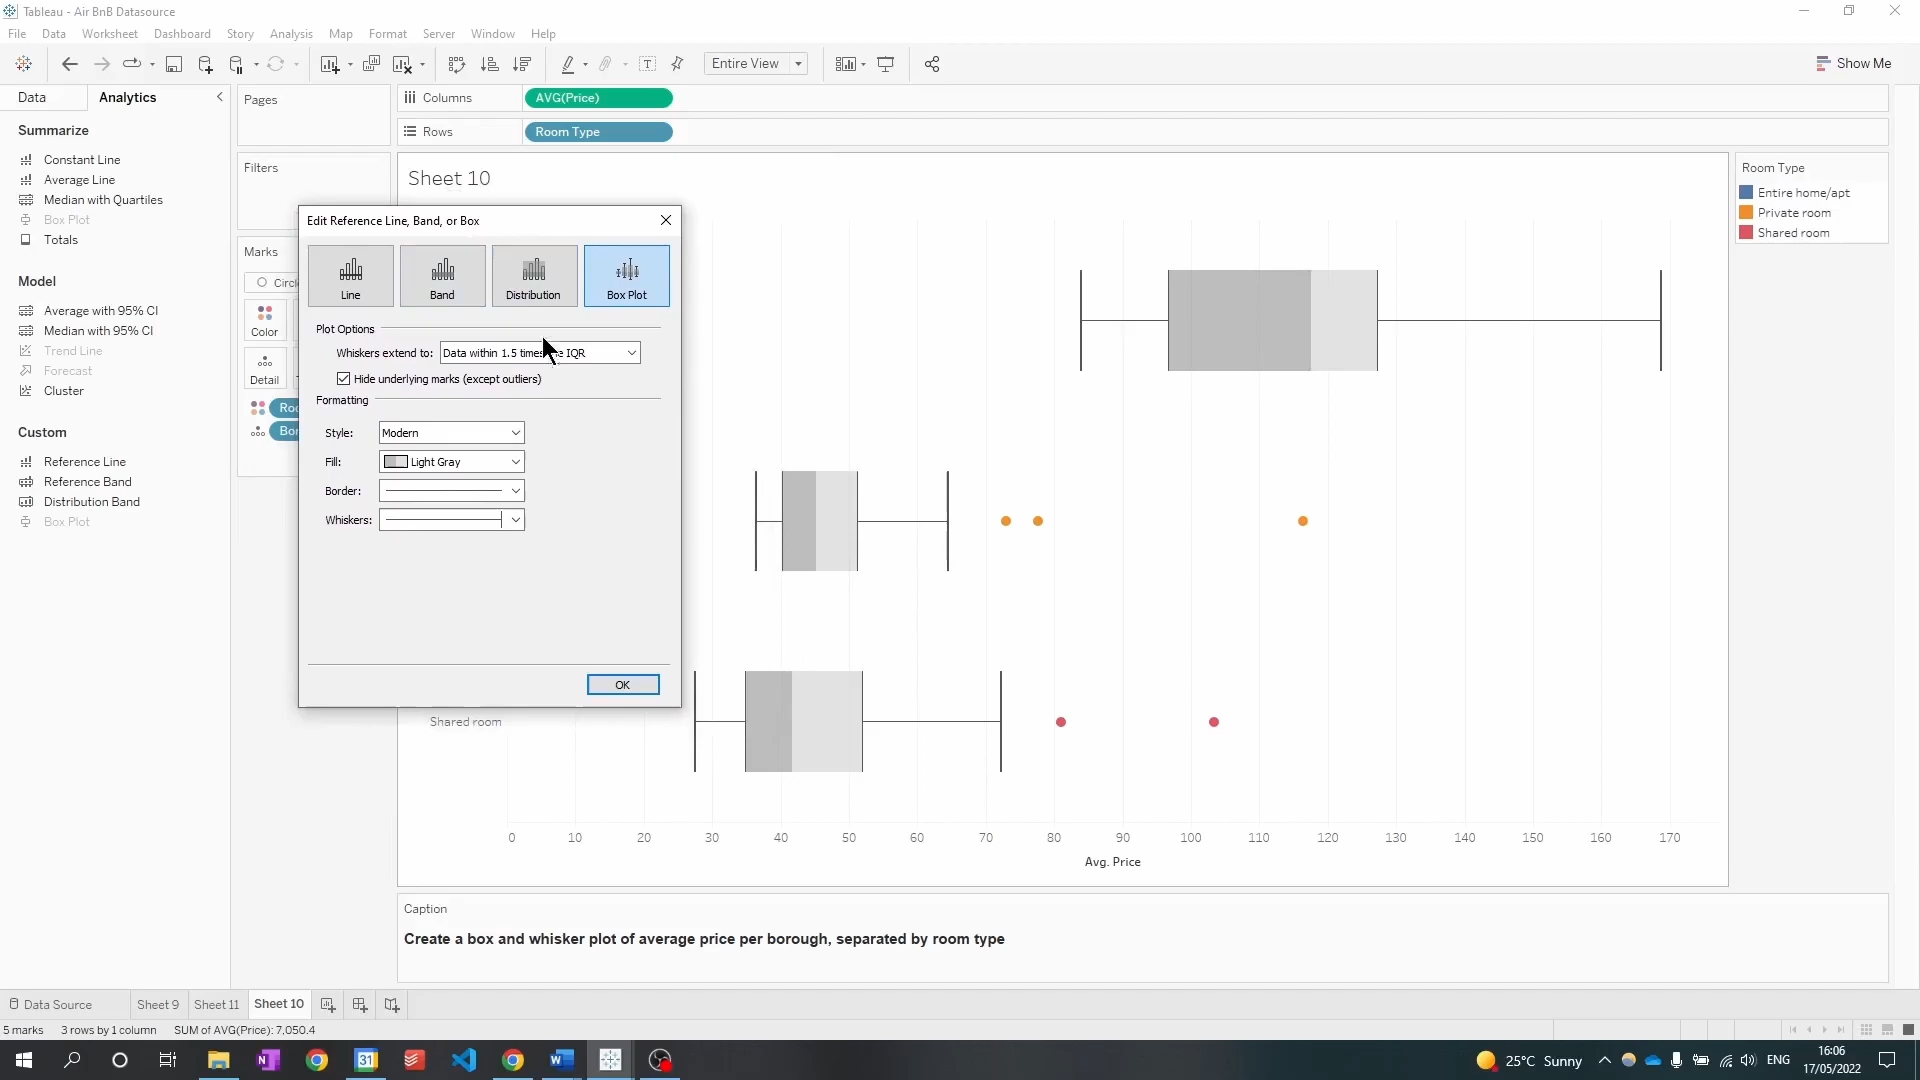 Tableau - Air BnB Datasource
File Data Worksheet Dashboard Story Analysis Map Format Server Window Help
Entire View
Show Me
Data Analytics
Pages
Columns AVG(Price)
Rows Room Type
Summarize
Constant Line
Average Line
Median with Quartiles
Box Plot
Totals
Model
Average with 95% CI
Median with 95% CI
Trend Line
Forecast
Cluster
Custom
Reference Line
Reference Band
Distribution Band
Box Plot
Filters
Marks
Color
Detail
Sheet 10
Room Type
Entire home/apt
Private room
Shared room
Edit Reference Line, Band, or Box
Line Band Distribution Box Plot
Plot Options
Whiskers extend to: Data within 1.5 times IQR
Hide underlying marks (except outliers)
Formatting
Style: Modern
Fill: Light Gray
Border:
Whiskers:
OK
Shared room
0 10 20 30 40 50 60 70 80 90 100 110 120 130 140 150 160 170
Avg. Price
Caption
Create a box and whisker plot of average price per borough, separated by room type
Data Source Sheet 9 Sheet 11 Sheet 10
5 marks 3 rows by 1 column SUM of AVG(Price): 7,050.4
31
25°C Sunny
ENG
16:06
17/05/2022